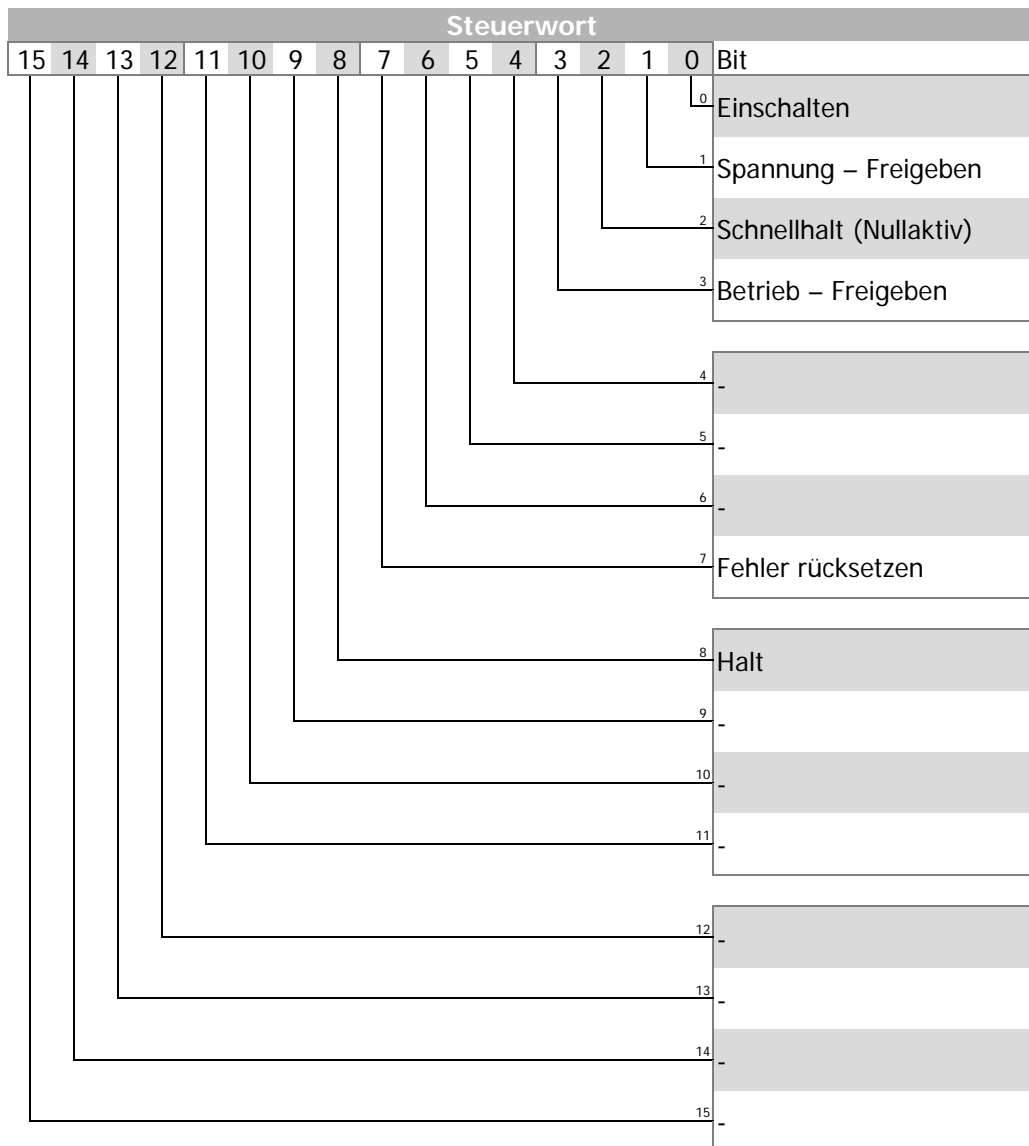 Steuerwort
15 14 13 12 11 10 9 8 7 6 5 4 3 2 1 0 Bit
0 Einschalten
1 Spannung – Freigeben
2 Schnellhalt (Nullaktiv)
3 Betrieb – Freigeben
4 -
5 -
6 -
7 Fehler rücksetzen
8 Halt
9 -
10 -
11 -
12 -
13 -
14 -
15 -